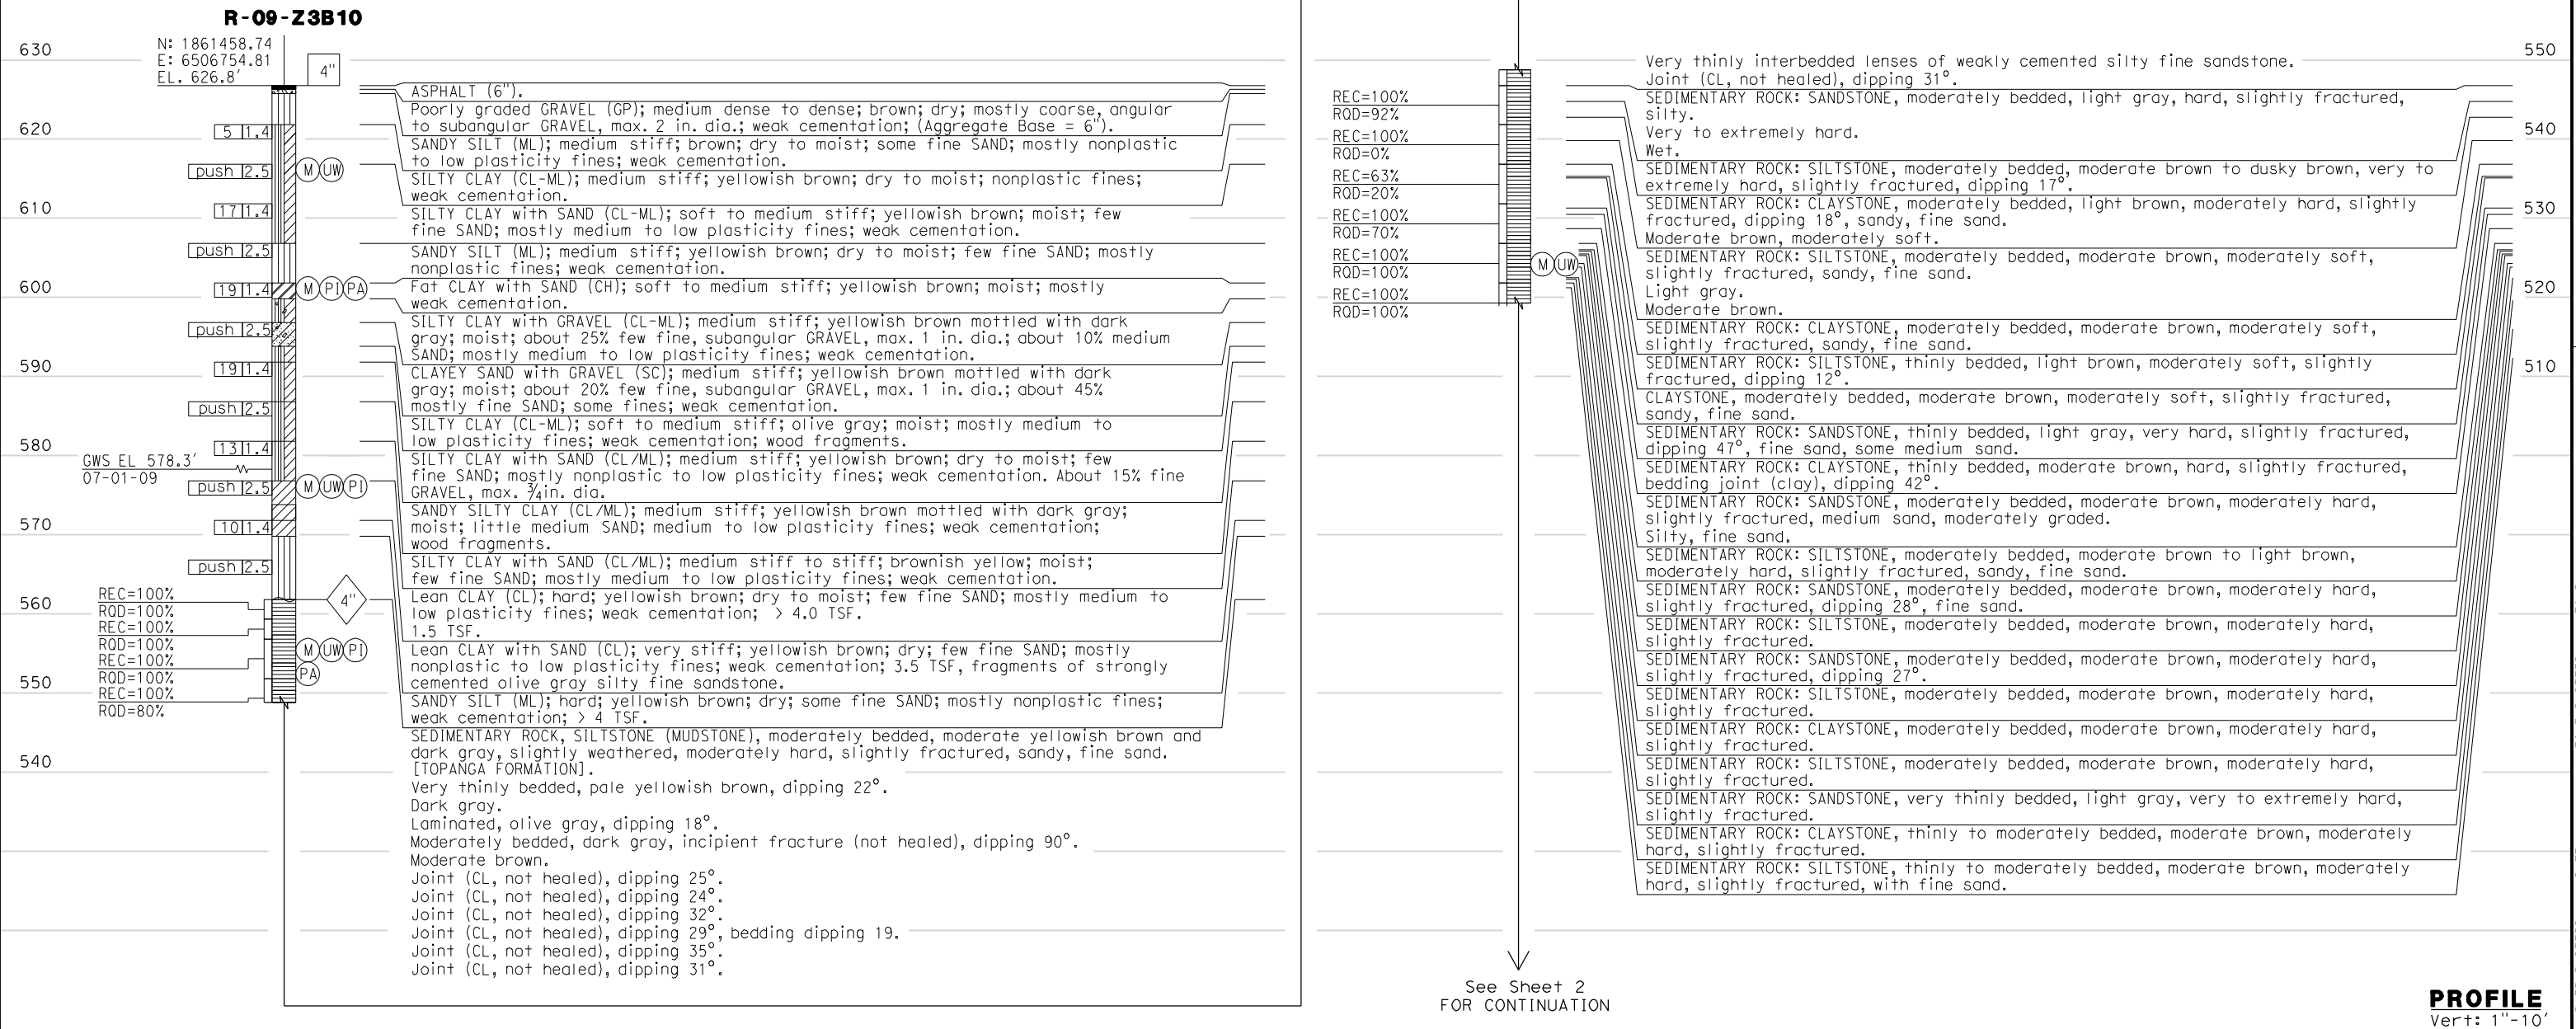 R-09-Z3B10
N: 1861458.74
E: 6506754.81
EL. 626.8'
4"
630
620
610
600
590
580
570
560
550
540
5 1.4
push 2.5
M UW
17 1.4
push 2.5
19 1.4
M PI PA
push 2.5
19 1.4
push 2.5
13 1.4
GWS EL 578.3'
07-01-09
push 2.5
M UW PI
10 1.4
push 2.5
4"
REC=100%
RQD=100%
REC=100%
RQD=100%
REC=100%
RQD=100%
REC=100%
RQD=80%
M UW PI
PA
ASPHALT (6").
Poorly graded GRAVEL (GP); medium dense to dense; brown; dry; mostly coarse, angular
to subangular GRAVEL, max. 2 in. dia.; weak cementation; (Aggregate Base = 6").
SANDY SILT (ML); medium stiff; brown; dry to moist; some fine SAND; mostly nonplastic
to low plasticity fines; weak cementation.
SILTY CLAY (CL-ML); medium stiff; yellowish brown; dry to moist; nonplastic fines;
weak cementation.
SILTY CLAY with SAND (CL-ML); soft to medium stiff; yellowish brown; moist; few
fine SAND; mostly medium to low plasticity fines; weak cementation.
SANDY SILT (ML); medium stiff; yellowish brown; dry to moist; few fine SAND; mostly
nonplastic fines; weak cementation.
Fat CLAY with SAND (CH); soft to medium stiff; yellowish brown; moist; mostly
weak cementation.
SILTY CLAY with GRAVEL (CL-ML); medium stiff; yellowish brown mottled with dark
gray; moist; about 25% few fine, subangular GRAVEL, max. 1 in. dia.; about 10% medium
SAND; mostly medium to low plasticity fines; weak cementation.
CLAYEY SAND with GRAVEL (SC); medium stiff; yellowish brown mottled with dark
gray; moist; about 20% few fine, subangular GRAVEL, max. 1 in. dia.; about 45%
mostly fine SAND; some fines; weak cementation.
SILTY CLAY (CL-ML); soft to medium stiff; olive gray; moist; mostly medium to
low plasticity fines; weak cementation; wood fragments.
SILTY CLAY with SAND (CL/ML); medium stiff; yellowish brown; dry to moist; few
fine SAND; mostly nonplastic to low plasticity fines; weak cementation. About 15% fine
GRAVEL, max. ¾in. dia.
SANDY SILTY CLAY (CL/ML); medium stiff; yellowish brown mottled with dark gray;
moist; little medium SAND; medium to low plasticity fines; weak cementation;
wood fragments.
SILTY CLAY with SAND (CL/ML); medium stiff to stiff; brownish yellow; moist;
few fine SAND; mostly medium to low plasticity fines; weak cementation.
Lean CLAY (CL); hard; yellowish brown; dry to moist; few fine SAND; mostly medium to
low plasticity fines; weak cementation; > 4.0 TSF.
1.5 TSF.
Lean CLAY with SAND (CL); very stiff; yellowish brown; dry; few fine SAND; mostly
nonplastic to low plasticity fines; weak cementation; 3.5 TSF, fragments of strongly
cemented olive gray silty fine sandstone.
SANDY SILT (ML); hard; yellowish brown; dry; some fine SAND; mostly nonplastic fines;
weak cementation; > 4 TSF.
SEDIMENTARY ROCK, SILTSTONE (MUDSTONE), moderately bedded, moderate yellowish brown and
dark gray, slightly weathered, moderately hard, slightly fractured, sandy, fine sand.
[TOPANGA FORMATION].
Very thinly bedded, pale yellowish brown, dipping 22°.
Dark gray.
Laminated, olive gray, dipping 18°.
Moderately bedded, dark gray, incipient fracture (not healed), dipping 90°.
Moderate brown.
Joint (CL, not healed), dipping 25°.
Joint (CL, not healed), dipping 24°.
Joint (CL, not healed), dipping 32°.
Joint (CL, not healed), dipping 29°, bedding dipping 19.
Joint (CL, not healed), dipping 35°.
Joint (CL, not healed), dipping 31°.
REC=100%
RQD=92%
REC=100%
RQD=0%
REC=63%
RQD=20%
REC=100%
RQD=70%
REC=100%
RQD=100%
REC=100%
RQD=100%
M UW
See Sheet 2
FOR CONTINUATION
Very thinly interbedded lenses of weakly cemented silty fine sandstone.
Joint (CL, not healed), dipping 31°.
SEDIMENTARY ROCK: SANDSTONE, moderately bedded, light gray, hard, slightly fractured,
silty.
Very to extremely hard.
Wet.
SEDIMENTARY ROCK: SILTSTONE, moderately bedded, moderate brown to dusky brown, very to
extremely hard, slightly fractured, dipping 17°.
SEDIMENTARY ROCK: CLAYSTONE, moderately bedded, light brown, moderately hard, slightly
fractured, dipping 18°, sandy, fine sand.
Moderate brown, moderately soft.
SEDIMENTARY ROCK: SILTSTONE, moderately bedded, moderate brown, moderately soft,
slightly fractured, sandy, fine sand.
Light gray.
Moderate brown.
SEDIMENTARY ROCK: CLAYSTONE, moderately bedded, moderate brown, moderately soft,
slightly fractured, sandy, fine sand.
SEDIMENTARY ROCK: SILTSTONE, thinly bedded, light brown, moderately soft, slightly
fractured, dipping 12°.
CLAYSTONE, moderately bedded, moderate brown, moderately soft, slightly fractured,
sandy, fine sand.
SEDIMENTARY ROCK: SANDSTONE, thinly bedded, light gray, very hard, slightly fractured,
dipping 47°, fine sand, some medium sand.
SEDIMENTARY ROCK: CLAYSTONE, thinly bedded, moderate brown, hard, slightly fractured,
bedding joint (clay), dipping 42°.
SEDIMENTARY ROCK: SANDSTONE, moderately bedded, moderate brown, moderately hard,
slightly fractured, medium sand, moderately graded.
Silty, fine sand.
SEDIMENTARY ROCK: SILTSTONE, moderately bedded, moderate brown to light brown,
moderately hard, slightly fractured, sandy, fine sand.
SEDIMENTARY ROCK: SANDSTONE, moderately bedded, moderate brown, moderately hard,
slightly fractured, dipping 28°, fine sand.
SEDIMENTARY ROCK: SILTSTONE, moderately bedded, moderate brown, moderately hard,
slightly fractured.
SEDIMENTARY ROCK: SANDSTONE, moderately bedded, moderate brown, moderately hard,
slightly fractured, dipping 27°.
SEDIMENTARY ROCK: SILTSTONE, moderately bedded, moderate brown, moderately hard,
slightly fractured.
SEDIMENTARY ROCK: CLAYSTONE, moderately bedded, moderate brown, moderately hard,
slightly fractured.
SEDIMENTARY ROCK: SILTSTONE, moderately bedded, moderate brown, moderately hard,
slightly fractured.
SEDIMENTARY ROCK: SANDSTONE, very thinly bedded, light gray, very to extremely hard,
slightly fractured.
SEDIMENTARY ROCK: CLAYSTONE, thinly to moderately bedded, moderate brown, moderately
hard, slightly fractured.
SEDIMENTARY ROCK: SILTSTONE, thinly to moderately bedded, moderate brown, moderately
hard, slightly fractured, with fine sand.
550
540
530
520
510
PROFILE
Vert: 1"-10'